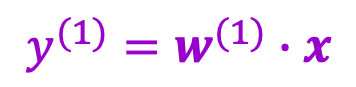 y⁽¹⁾ = w⁽¹⁾ · x